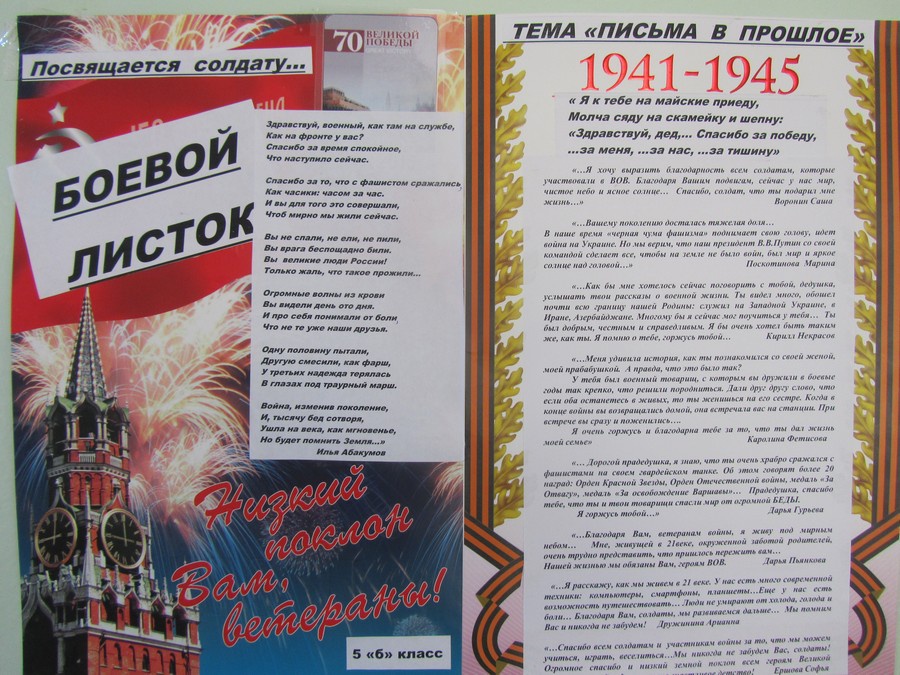 Посвящается солдату...
70 ВЕЛИКОЙ
ПОБЕДЫ
БОЕВОЙ
ЛИСТОК
Здравствуй, военный, как там на службе,
Как на фронте у вас?
Спасибо за время спокойное,
Что наступило сейчас.
Спасибо за то, что с фашистом сражались,
Как часики: часом за час.
И вы для того это совершали,
Чтоб мирно мы жили сейчас.
Вы не спали, не ели, не пили,
Вы врага беспощадно били.
Вы великие люди России!
Только жаль, что такое прожили...
Огромные волны из крови
Вы видели день ото дня.
И про себя понимали от боли,
Что не те уже наши друзья.
Одну половину пытали,
Другую смесили, как фарш,
У третьих надежда терялась
В глазах под траурный марш.
Война, изменив поколение,
И, тысячу бед сотворя,
Ушла на века, как мгновенье,
Но будет помнить Земля...»
Илья Абакумов
Низкий
поклон
Вам,
ветераны!
5 «б» класс
ТЕМА «ПИСЬМА В ПРОШЛОЕ»
1941-1945
« Я к тебе на майские приеду,
Молча сяду на скамейку и шепну:
«Здравствуй, дед,... Спасибо за победу,
...за меня, ...за нас, ...за тишину»
«...Я хочу выразить благодарность всем солдатам, которые
участвовали в ВОВ. Благодаря Вашим подвигам, сейчас у нас мир,
чистое небо и ясное солнце... Спасибо, солдат, что ты подарил мне
жизнь...» Воронин Саша
«...Вашему поколению досталась тяжелая доля...
В наше время «черная чума фашизма» поднимает свою голову, идет
война на Украине. Но мы верим, что наш президент В.В.Путин со своей
командой сделает все, чтобы на земле не было войн, был мир и яркое
солнце над головой...» Поскотинова Марина
«...Как бы мне хотелось сейчас поговорить с тобой, дедушка,
услышать твои рассказы о военной жизни. Ты видел много, обошел
почти всю границу нашей Родины: служил на Западной Украине, в
Иране, Азербайджане. Многому бы я сейчас мог поучиться у тебя... Ты
был добрым, честным и справедливым. Я бы очень хотел быть таким
же, как ты. Я помню о тебе, горжусь тобой... Кирилл Некрасов
«...Меня удивила история, как ты познакомился со своей женой,
моей прабабушкой. А правда, что это было так?
У тебя был военный товарищ, с которым вы дружили в боевые
годы так крепко, что решили породниться. Дали друг другу слово, что
если оба останетесь в живых, то ты женишься на его сестре. Когда в
конце войны вы возвращались домой, она встречала вас на станции. При
встрече вы сразу и поженились....
Я очень горжусь и благодарна тебе за то, что ты дал жизнь
моей семье» Каролина Фетисова
«... Дорогой прадедушка, я знаю, что ты очень храбро сражался с
фашистами на своем гвардейском танке. Об этом говорят более 20
наград: Орден Красной Звезды, Орден Отечественной войны, медаль «За
Отвагу», медаль «За освобождение Варшавы»... Прадедушка, спасибо
тебе, что ты и твои товарищи спасли мир от огромной БЕДЫ.
Я горжусь тобой...» Дарья Гурьева
«...Благодаря Вам, ветеранам войны, я живу под мирным
небом... Мне, живущей в 21веке, окруженной заботой родителей,
очень трудно представить, что пришлось пережить вам...
Нашей жизнью мы обязаны Вам, героям ВОВ. Дарья Пьянкова
«...Я расскажу, как мы живем в 21 веке. У нас есть много современной
техники: компьютеры, смартфоны, планшеты...Еще у нас есть
возможность путешествовать... Люди не умирают от холода, голода и
боли... Благодаря Вам, солдаты, мы развиваемся дальше... Мы помним
Вас и никогда не забудем! Дружинина Арианна
«...Спасибо всем солдатам и участникам войны за то, что мы можем
учиться, играть, веселиться...Мы никогда не забудем Вас, солдаты!
Огромное спасибо и низкий земной поклон всем героям Великой
детство! Ершова Софья